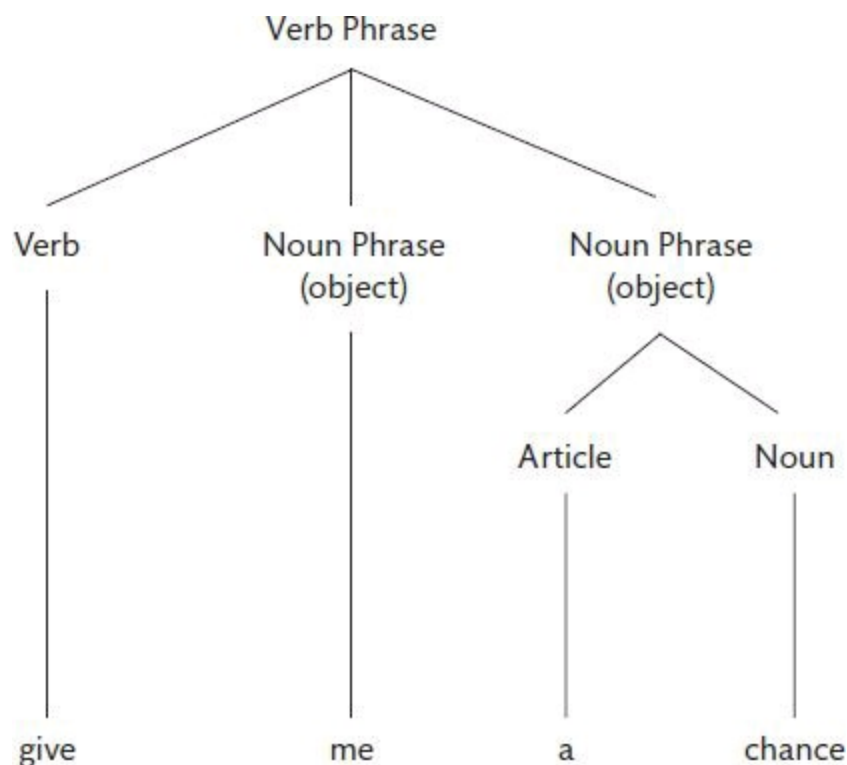 Verb Phrase
Verb Noun Phrase Noun Phrase
(object) (object)
Article Noun
give me a chance